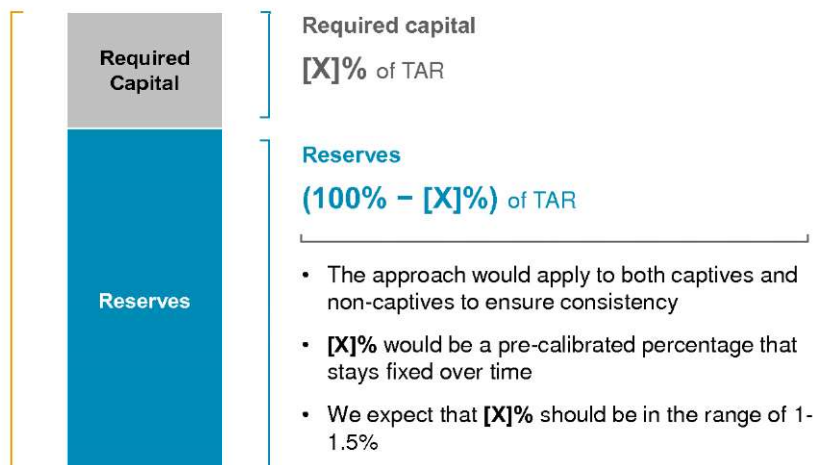 Required
Capital
Required capital
[X]% of TAR
Reserves
Reserves
(100% − [X]%) of TAR
• The approach would apply to both captives and
non-captives to ensure consistency
• [X]% would be a pre-calibrated percentage that
stays fixed over time
• We expect that [X]% should be in the range of 1-
1.5%